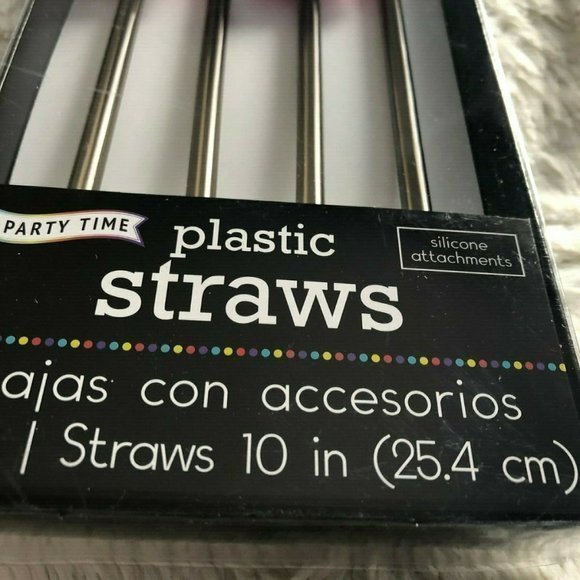 PARTY TIME
plastic
straws
silicone
attachments
ajas con accesorios
| Straws 10 in (25.4 cm)